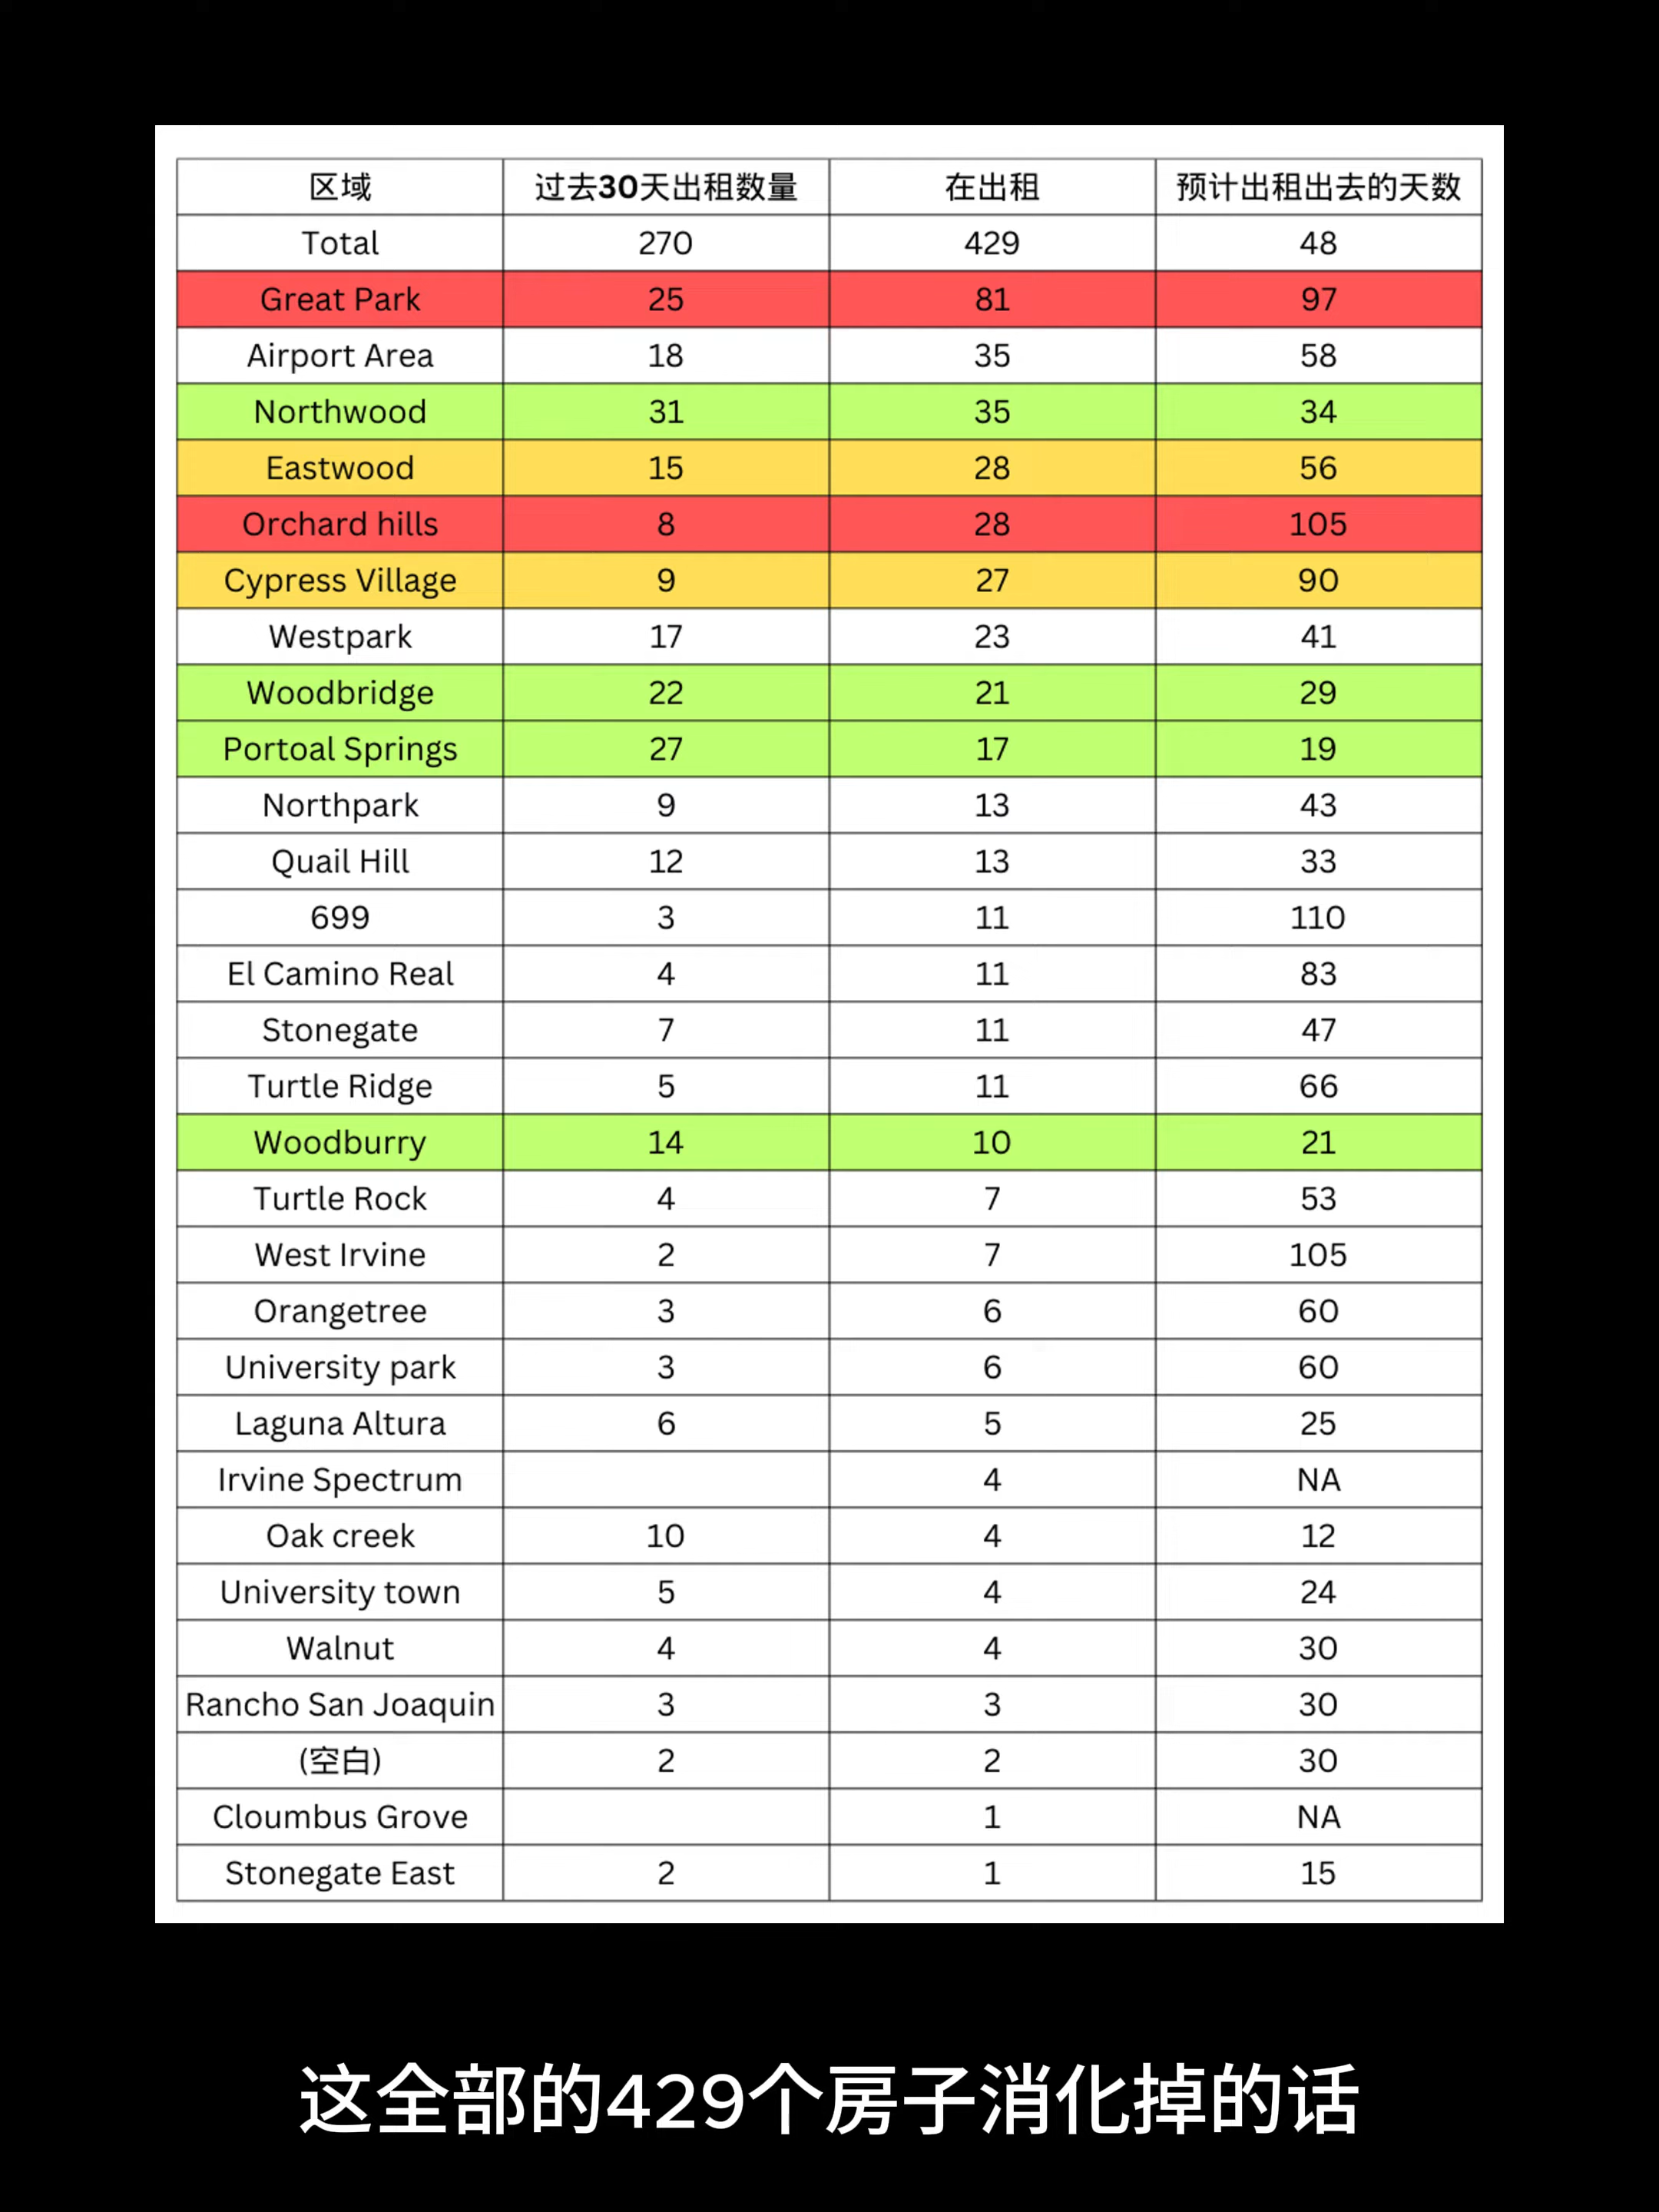 区域 过去30天出租数量 在出租 预计出租出去的天数
Total 270 429 48
Great Park 25 81 97
Airport Area 18 35 58
Northwood 31 35 34
Eastwood 15 28 56
Orchard hills 8 28 105
Cypress Village 9 27 90
Westpark 17 23 41
Woodbridge 22 21 29
Portoal Springs 27 17 19
Northpark 9 13 43
Quail Hill 12 13 33
699 3 11 110
El Camino Real 4 11 83
Stonegate 7 11 47
Turtle Ridge 5 11 66
Woodburry 14 10 21
Turtle Rock 4 7 53
West Irvine 2 7 105
Orangetree 3 6 60
University park 3 6 60
Laguna Altura 6 5 25
Irvine Spectrum 4 NA
Oak creek 10 4 12
University town 5 4 24
Walnut 4 4 30
Rancho San Joaquin 3 3 30
(空白) 2 2 30
Cloumbus Grove 1 NA
Stonegate East 2 1 15
这全部的429个房子消化掉的话